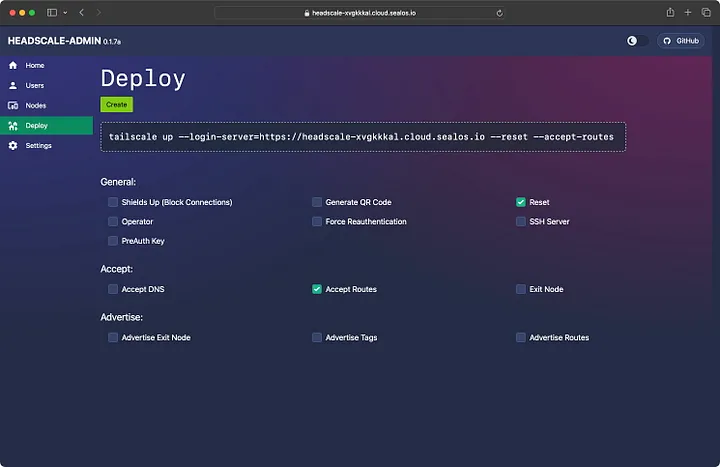 headscale-xvgkkkal.cloud.sealos.io
HEADSCALE-ADMIN 0.1.7a
GitHub
Home
Users
Nodes
Deploy
Settings
Deploy
Create
tailscale up --login-server=https://headscale-xvgkkkal.cloud.sealos.io --reset --accept-routes
General:
Shields Up (Block Connections) Generate QR Code Reset
Operator Force Reauthentication SSH Server
PreAuth Key
Accept:
Accept DNS Accept Routes Exit Node
Advertise:
Advertise Exit Node Advertise Tags Advertise Routes